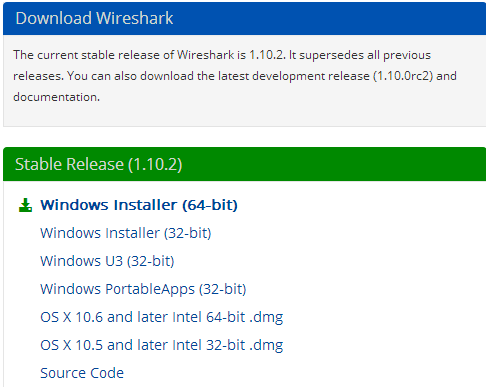 Download Wireshark
The current stable release of Wireshark is 1.10.2. It supersedes all previous
releases. You can also download the latest development release (1.10.0rc2) and
documentation.
Stable Release (1.10.2)
Windows Installer (64-bit)
Windows Installer (32-bit)
Windows U3 (32-bit)
Windows PortableApps (32-bit)
OS X 10.6 and later Intel 64-bit .dmg
OS X 10.5 and later Intel 32-bit .dmg
Source Code